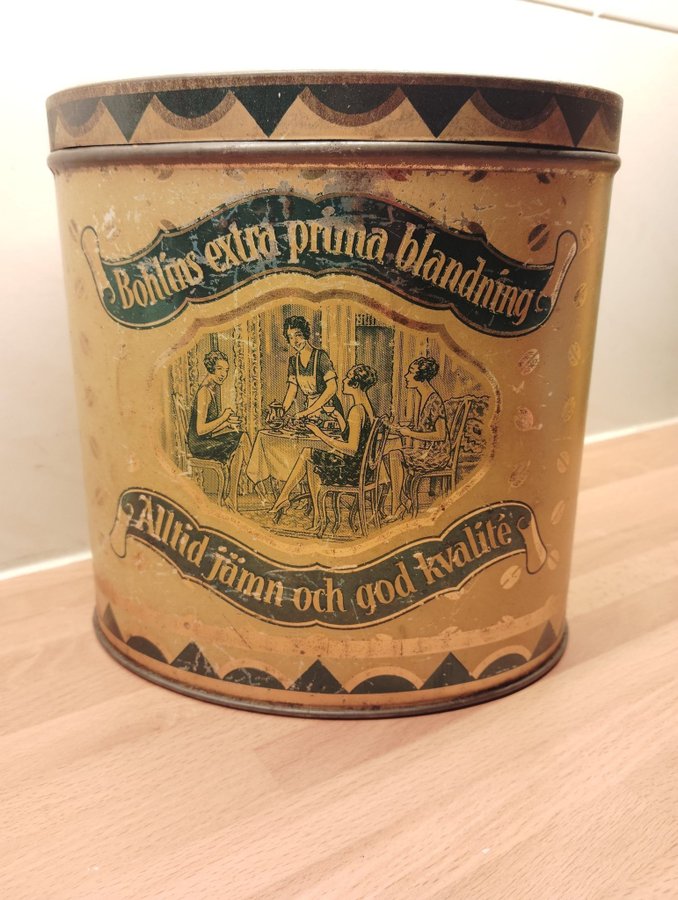 Bohlins extra prima blandning
Alltid jämn och god kvalité